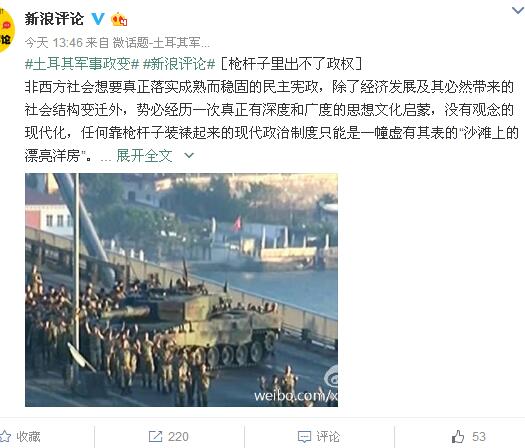 新浪评论
评论
今天 13:46 来自 微话题-土耳其军...
#土耳其军事政变# #新浪评论# [枪杆子里出不了政权]
非西方社会想要真正落实成熟而稳固的民主宪政，除了经济发展及其必然带来的
社会结构变迁外，势必经历一次真正有深度和广度的思想文化启蒙，没有观念的
现代化，任何靠枪杆子装裱起来的现代政治制度只能是一幢虚有其表的“沙滩上的
漂亮洋房”。... 展开全文
weibo.com/x
收藏
220
评论
53